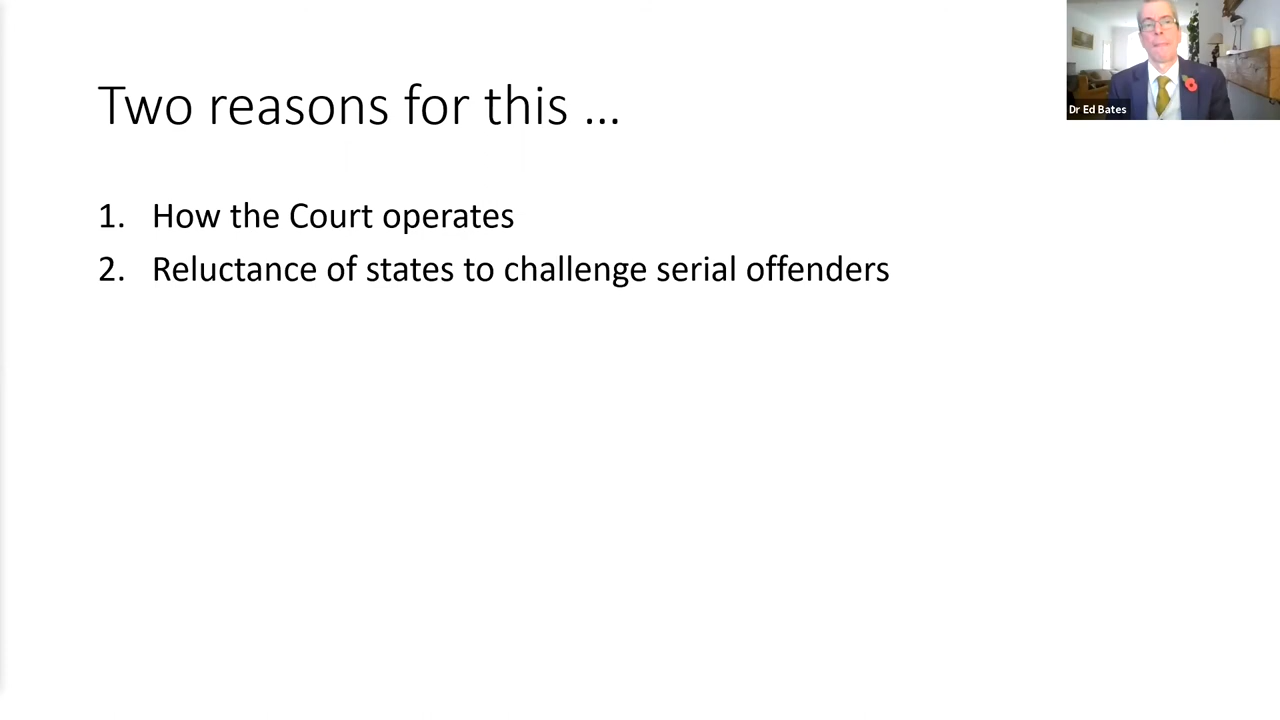 Two reasons for this ...
1. How the Court operates
2. Reluctance of states to challenge serial offenders
Dr Ed Bates